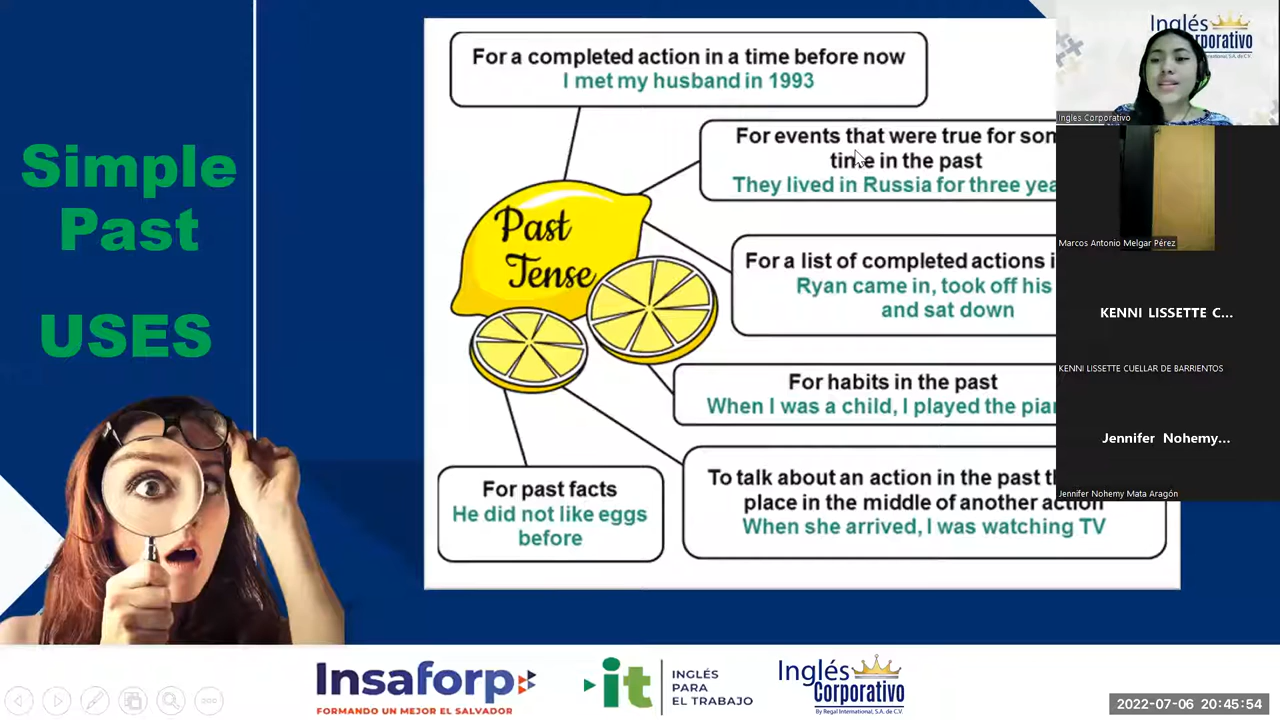 Simple
Past
USES
For a completed action in a time before now
I met my husband in 1993
For events that were true for
time in the past
They lived in Russia for three
For a list of completed actions
Ryan came in, took off his
and sat down
For habits in the past
When I was a child, I played the
To talk about an action in the past
place in the middle of another action
When she arrived, I was watching TV
For past facts
He did not like eggs
before
Past
Tense
Inglés
Corporativo
Ingles Corporativo
Marcos Antonio Melgar Pérez
KENNI LISSETTE C...
KENNI LISSETTE CUELLAR DE BARRIENTOS
Jennifer Nohemy...
Jennifer Nohemy Mata Aragón
Insaforp
FORMANDO UN MEJOR EL SALVADOR
it
INGLÉS
PARA
EL TRABAJO
Inglés
Corporativo
By Regal International, S.A. de C.V.
2022-07-06 20:45:54